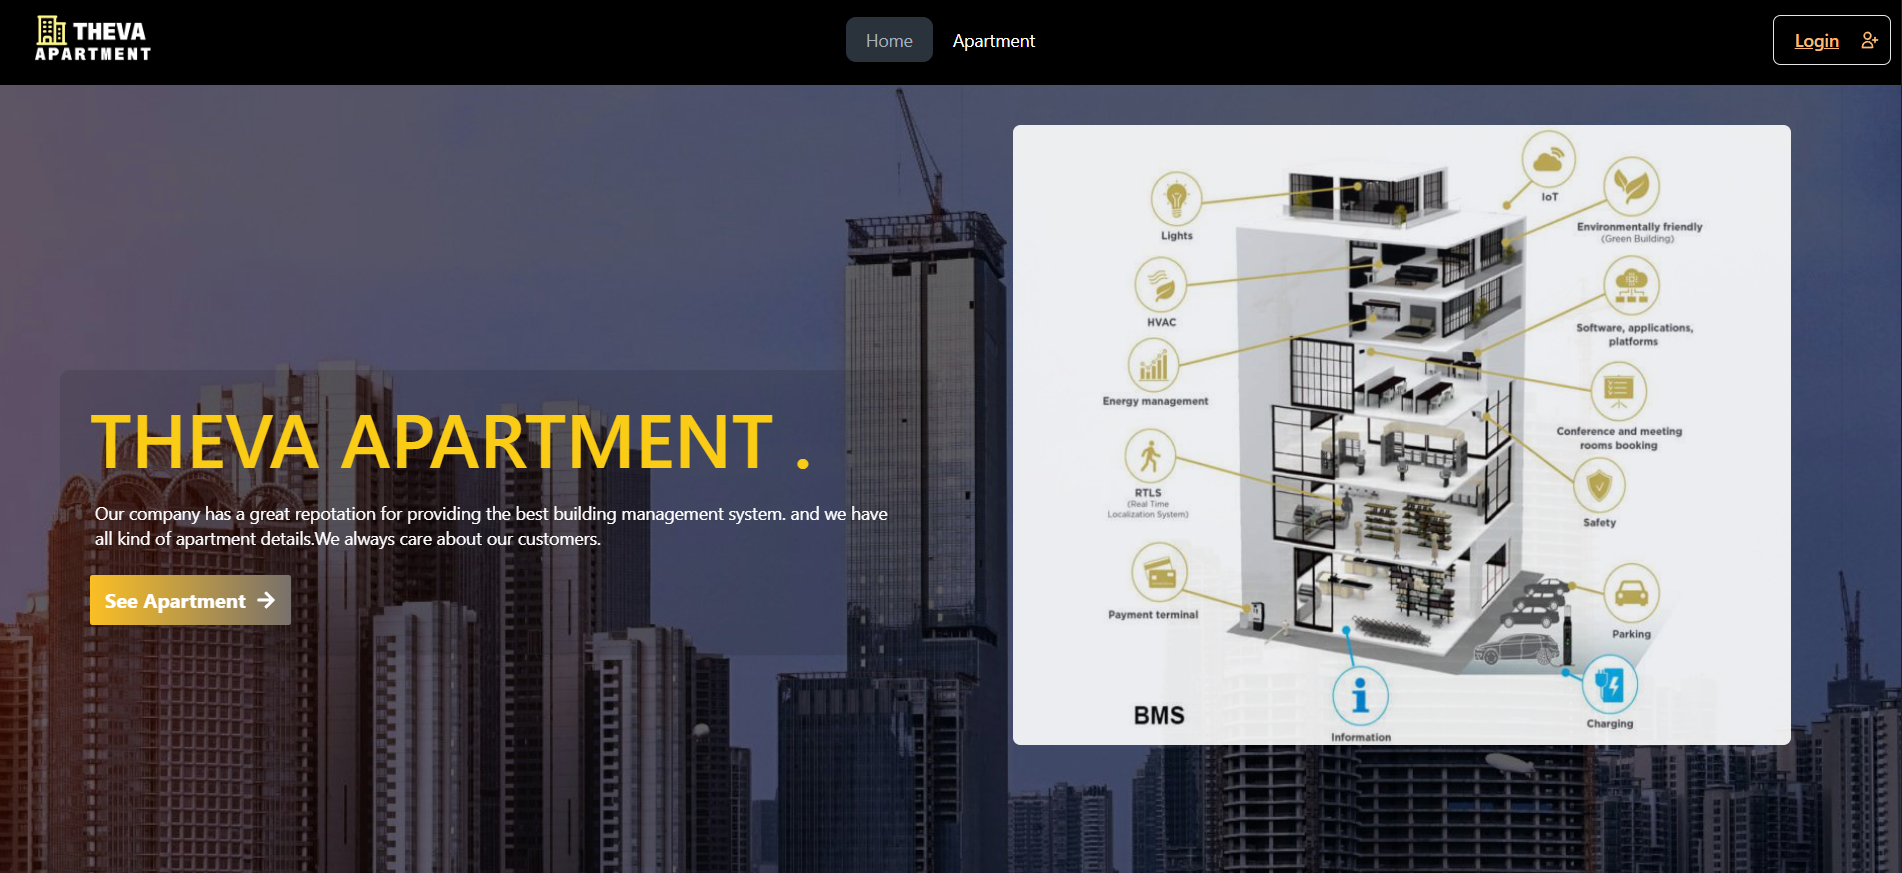 THEVA
APARTMENT
Home
Apartment
Login
THEVA APARTMENT .
Our company has a great repotation for providing the best building management system. and we have
all kind of apartment details.We always care about our customers.
See Apartment
Lights
IoT
Environmentally friendly
(Green Building)
HVAC
Software, applications,
platforms
Energy management
Conference and meeting
rooms booking
RTLS
(Real Time
Localization System)
Safety
Payment terminal
Parking
BMS
Information
Charging